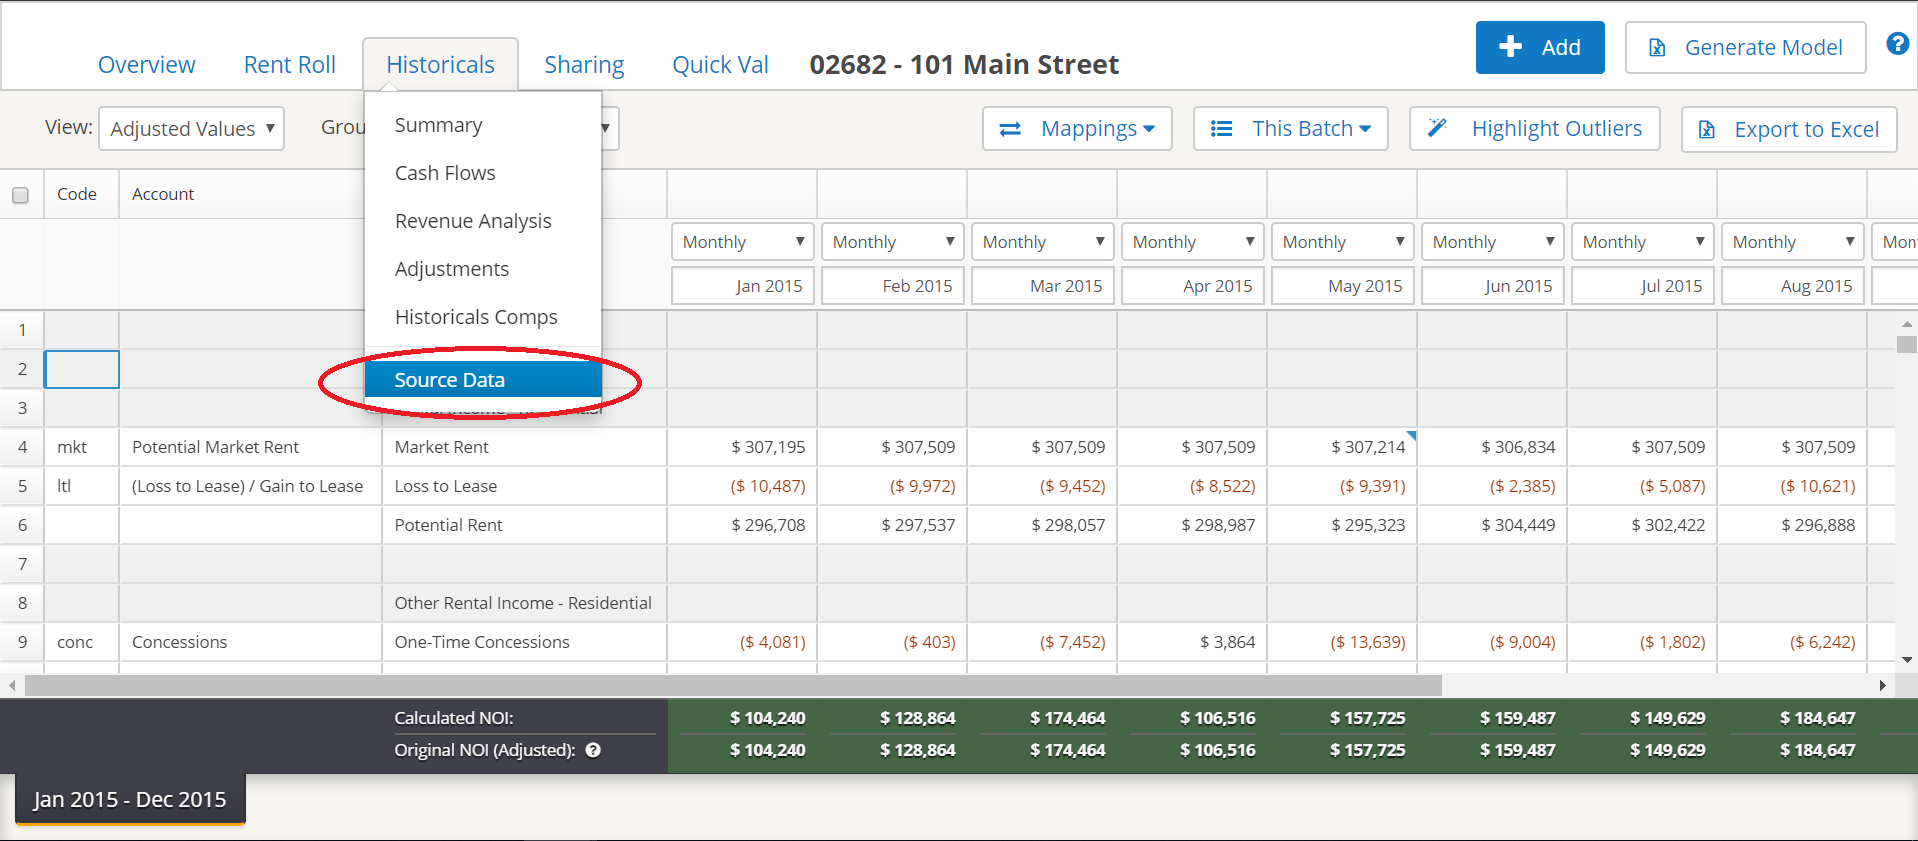 Overview Rent Roll Historicals Sharing Quick Val 02682 - 101 Main Street Add Generate Model ?
View: Adjusted Values Grou Mappings This Batch Highlight Outliers Export to Excel
Summary
Cash Flows
Revenue Analysis
Adjustments
Historicals Comps
Source Data
Code Account
Monthly Monthly Monthly Monthly Monthly Monthly Monthly Monthly Mon
Jan 2015 Feb 2015 Mar 2015 Apr 2015 May 2015 Jun 2015 Jul 2015 Aug 2015
1
2
3
4 mkt Potential Market Rent Market Rent $ 307,195 $ 307,509 $ 307,509 $ 307,509 $ 307,214 $ 306,834 $ 307,509 $ 307,509
5 ltl (Loss to Lease) / Gain to Lease Loss to Lease ($ 10,487) ($ 9,972) ($ 9,452) ($ 8,522) ($ 9,391) ($ 2,385) ($ 5,087) ($ 10,621)
6 Potential Rent $ 296,708 $ 297,537 $ 298,057 $ 298,987 $ 295,323 $ 304,449 $ 302,422 $ 296,888
7
8 Other Rental Income - Residential
9 conc Concessions One-Time Concessions ($ 4,081) ($ 403) ($ 7,452) $ 3,864 ($ 13,639) ($ 9,004) ($ 1,802) ($ 6,242)
Calculated NOI: $ 104,240 $ 128,864 $ 174,464 $ 106,516 $ 157,725 $ 159,487 $ 149,629 $ 184,647
Original NOI (Adjusted): ? $ 104,240 $ 128,864 $ 174,464 $ 106,516 $ 157,725 $ 159,487 $ 149,629 $ 184,647
Jan 2015 - Dec 2015